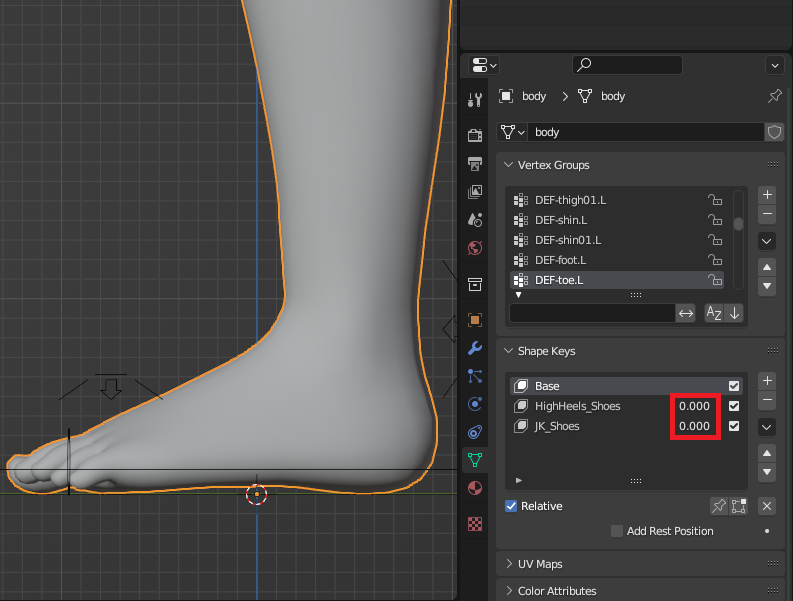 body > body
body
Vertex Groups
DEF-thigh01.L
DEF-shin.L
DEF-shin01.L
DEF-foot.L
DEF-toe.L
AZ
Shape Keys
Base
HighHeels_Shoes 0.000
JK_Shoes 0.000
Relative
Add Rest Position
UV Maps
Color Attributes